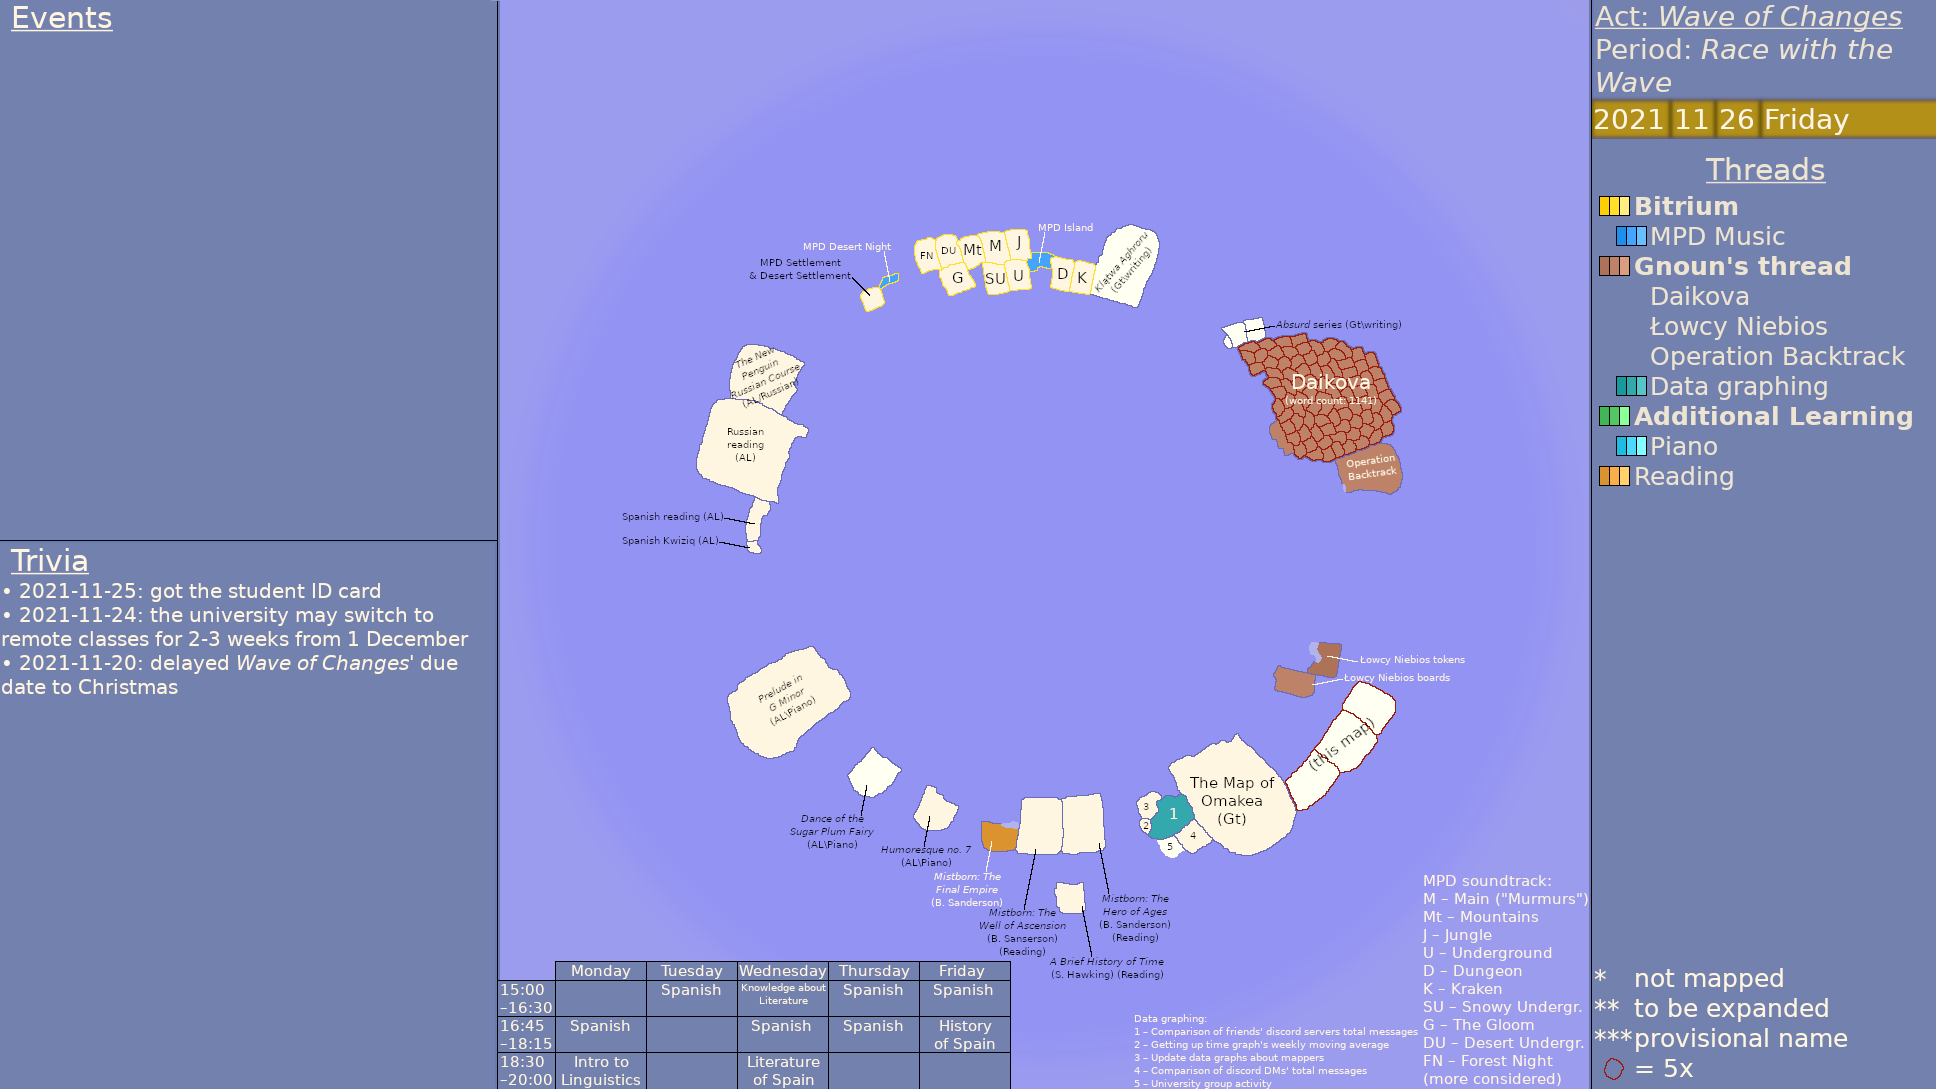 Events
Trivia
• 2021-11-25: got the student ID card
• 2021-11-24: the university may switch to
remote classes for 2-3 weeks from 1 December
• 2021-11-20: delayed Wave of Changes' due
date to Christmas
MPD Desert Night
MPD Settlement
& Desert Settlement
FN
DU
Mt
M
J
G
SU
U
MPD Island
D
K
Klątwa Aghroru
(Gt\writing)
Absurd series (Gt\writing)
Daikova
(word count: 1141)
Operation
Backtrack
The New
Penguin
Russian Course
(AL/Russian)
Russian
reading
(AL)
Spanish reading (AL)
Spanish Kwiziq (AL)
Prelude in
G Minor
(AL\Piano)
Dance of the
Sugar Plum Fairy
(AL\Piano)
Humoresque no. 7
(AL\Piano)
Mistborn: The
Final Empire
(B. Sanderson)
Mistborn: The
Well of Ascension
(B. Sanserson)
(Reading)
Mistborn: The
Hero of Ages
(B. Sanderson)
(Reading)
A Brief History of Time
(S. Hawking) (Reading)
3
2
1
4
5
The Map of
Omakea
(Gt)
(this map)
Łowcy Niebios tokens
Łowcy Niebios boards
Monday Tuesday Wednesday Thursday Friday
15:00
–16:30
Spanish
Knowledge about
Literature
Spanish
Spanish
16:45
–18:15
Spanish
Spanish
Spanish
History
of Spain
18:30
–20:00
Intro to
Linguistics
Literature
of Spain
Data graphing:
1 – Comparison of friends' discord servers total messages
2 – Getting up time graph's weekly moving average
3 – Update data graphs about mappers
4 – Comparison of discord DMs' total messages
5 – University group activity
MPD soundtrack:
M – Main ("Murmurs")
Mt – Mountains
J – Jungle
U – Underground
D – Dungeon
K – Kraken
SU – Snowy Undergr.
G – The Gloom
DU – Desert Undergr.
FN – Forest Night
(more considered)
Act: Wave of Changes
Period: Race with the
Wave
2021 11 26 Friday
Threads
Bitrium
MPD Music
Gnoun's thread
Daikova
Łowcy Niebios
Operation Backtrack
Data graphing
Additional Learning
Piano
Reading
* not mapped
** to be expanded
***provisional name
= 5x